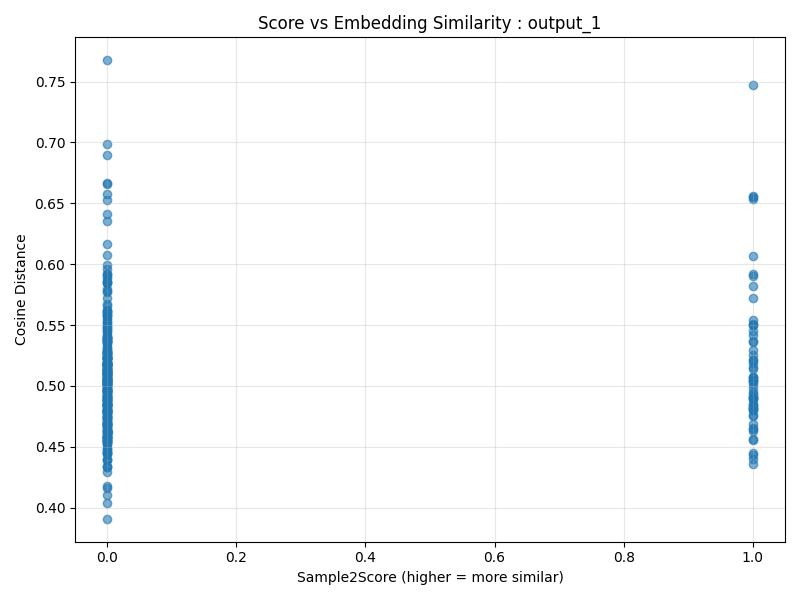 Score vs Embedding Similarity : output_1
Cosine Distance
0.75
0.70
0.65
0.60
0.55
0.50
0.45
0.40
0.0 0.2 0.4 0.6 0.8 1.0
Sample2Score (higher = more similar)